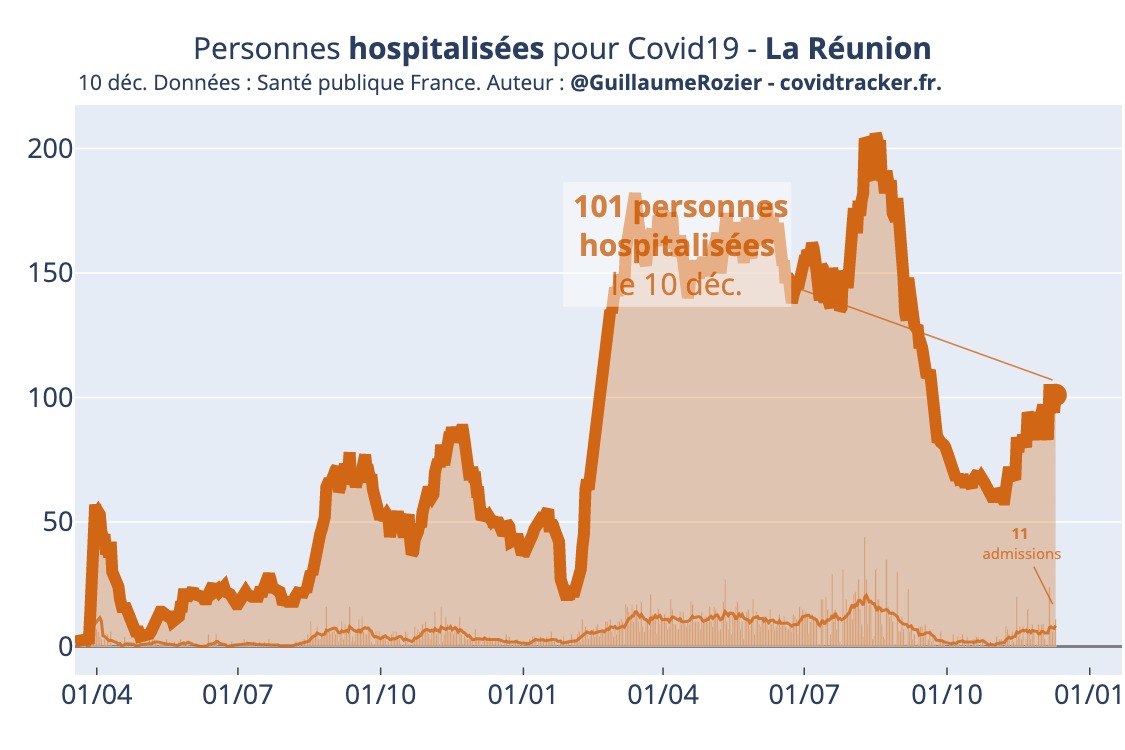 Personnes hospitalisées pour Covid19 - La Réunion
10 déc. Données : Santé publique France. Auteur : @GuillaumeRozier - covidtracker.fr.
200
101 personnes
hospitalisées
le 10 déc.
150
100
50
11
admissions
0
01/04 01/07 01/10 01/01 01/04 01/07 01/10 01/01